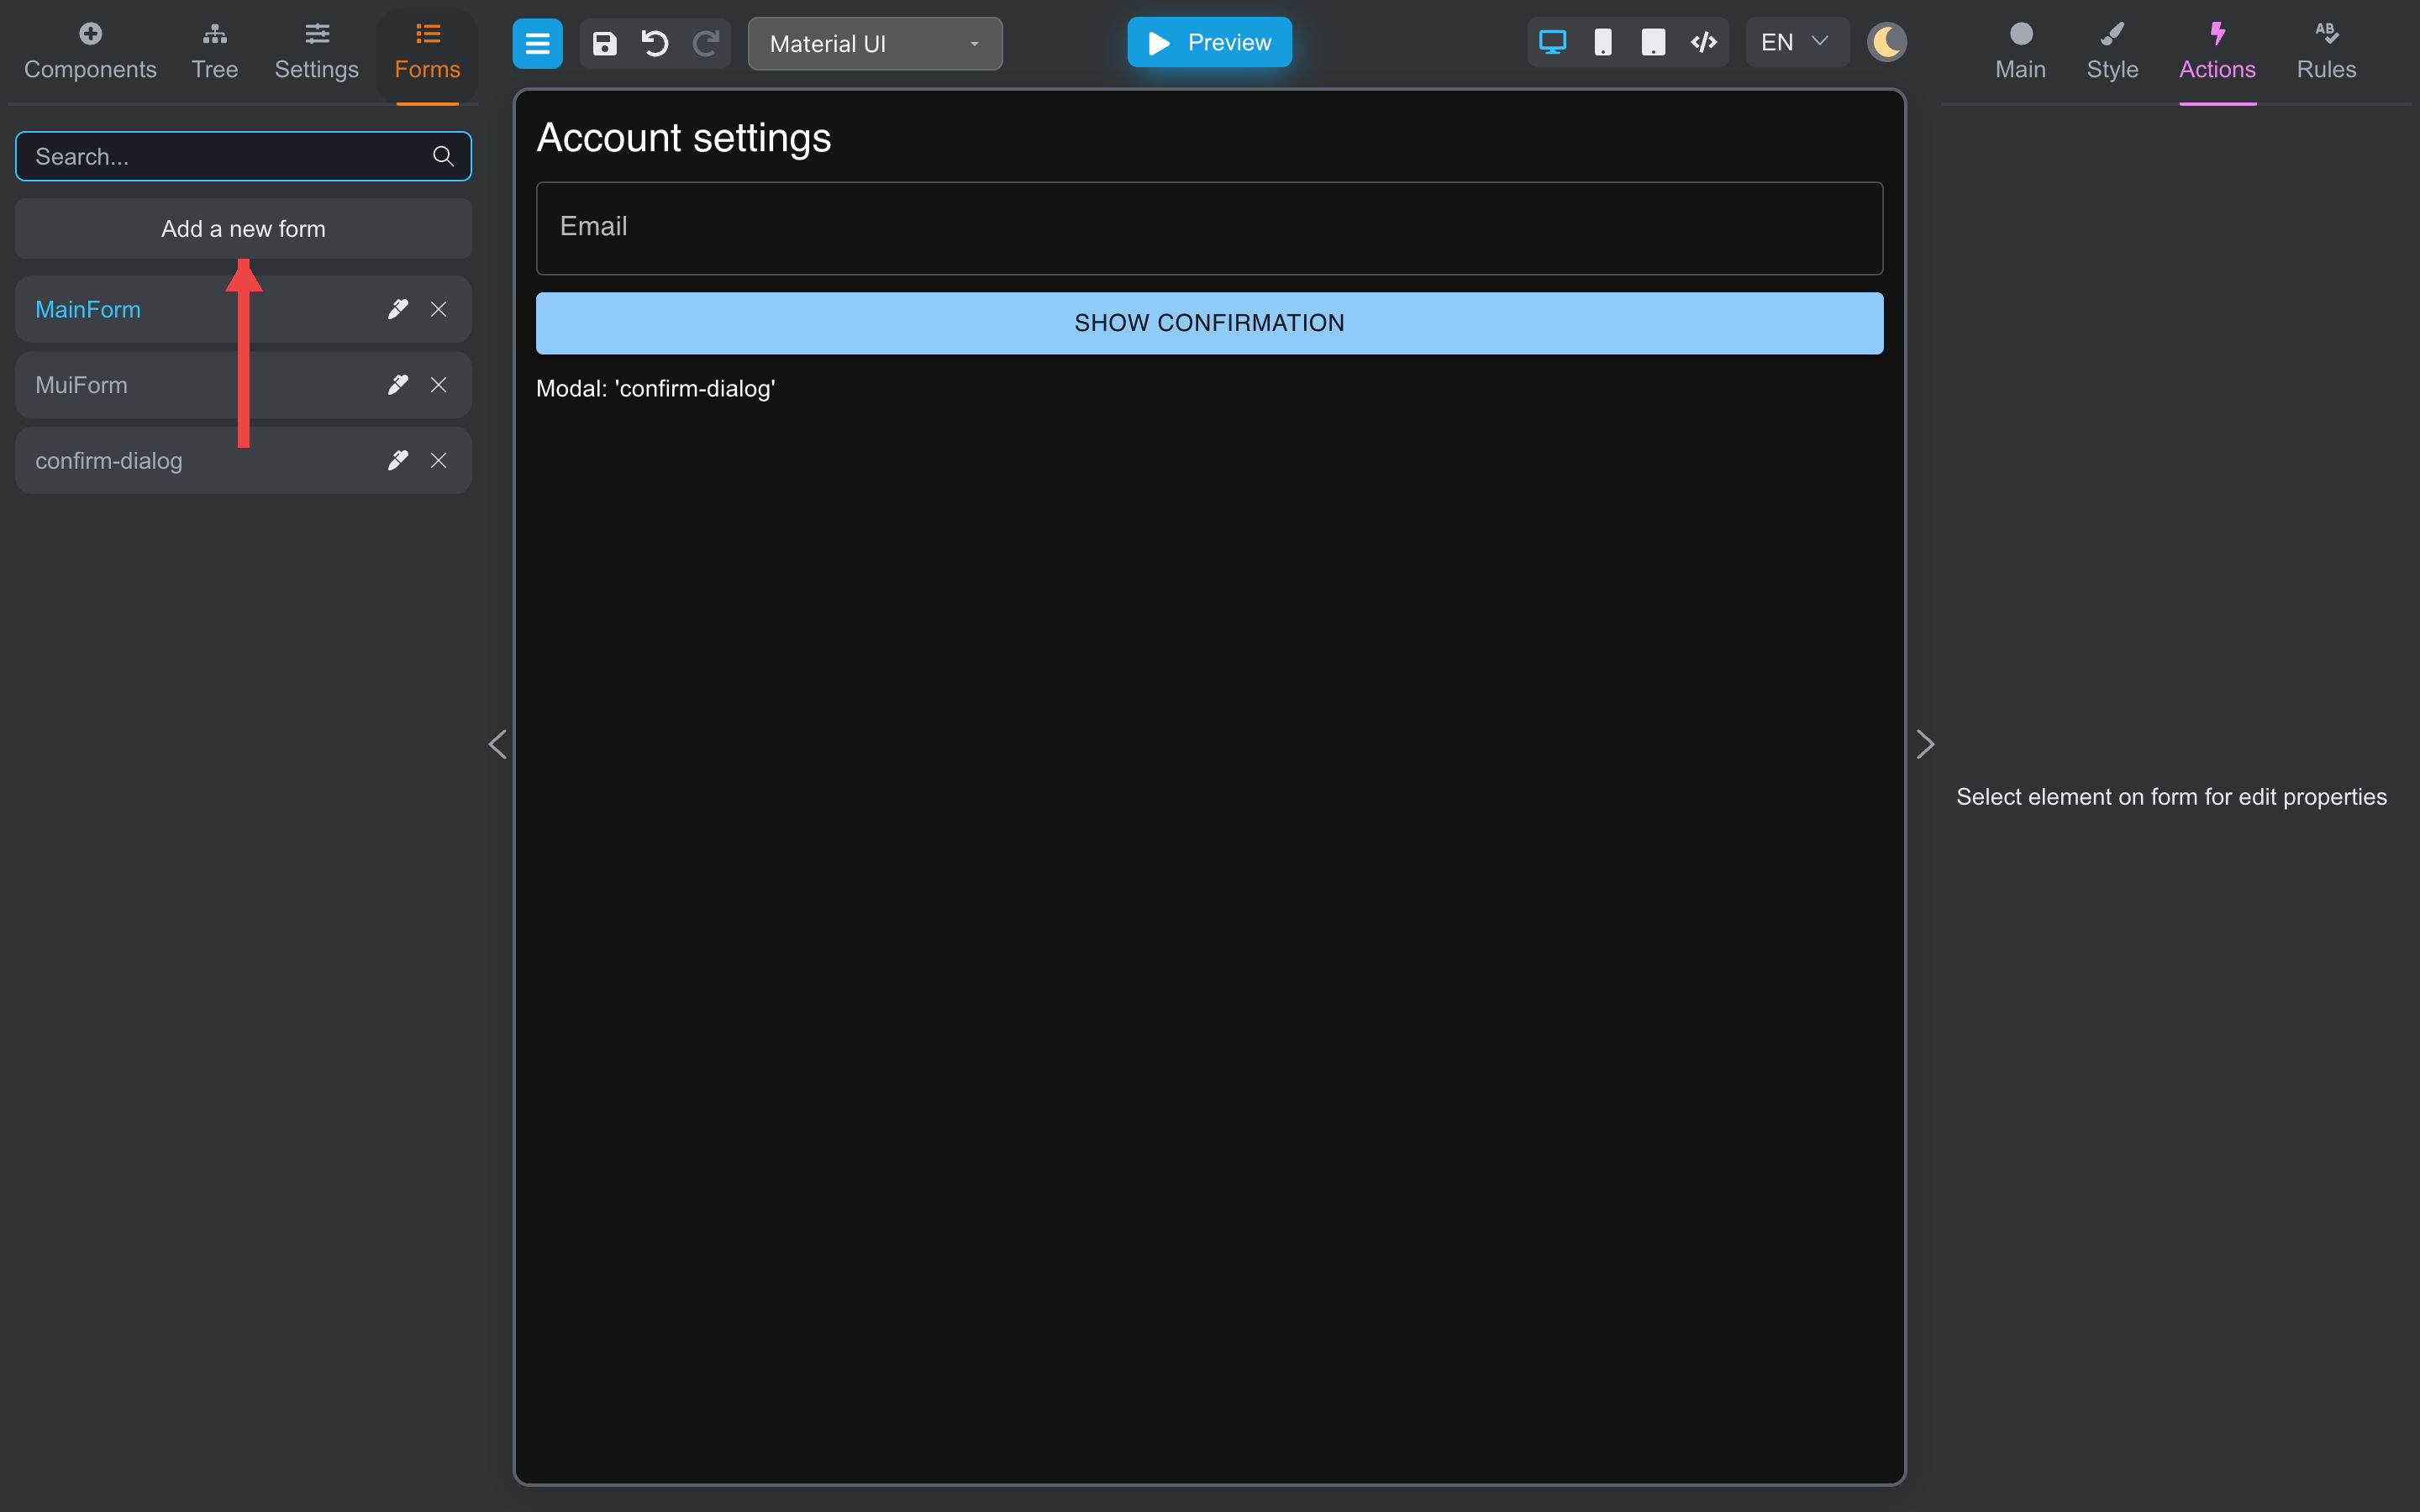 Components
Tree
Settings
Forms
Material UI
Preview
EN
Main
Style
Actions
AB
Rules
Search...
Add a new form
MainForm
MuiForm
confirm-dialog
Account settings
Email
SHOW CONFIRMATION
Modal: 'confirm-dialog'
Select element on form for edit properties